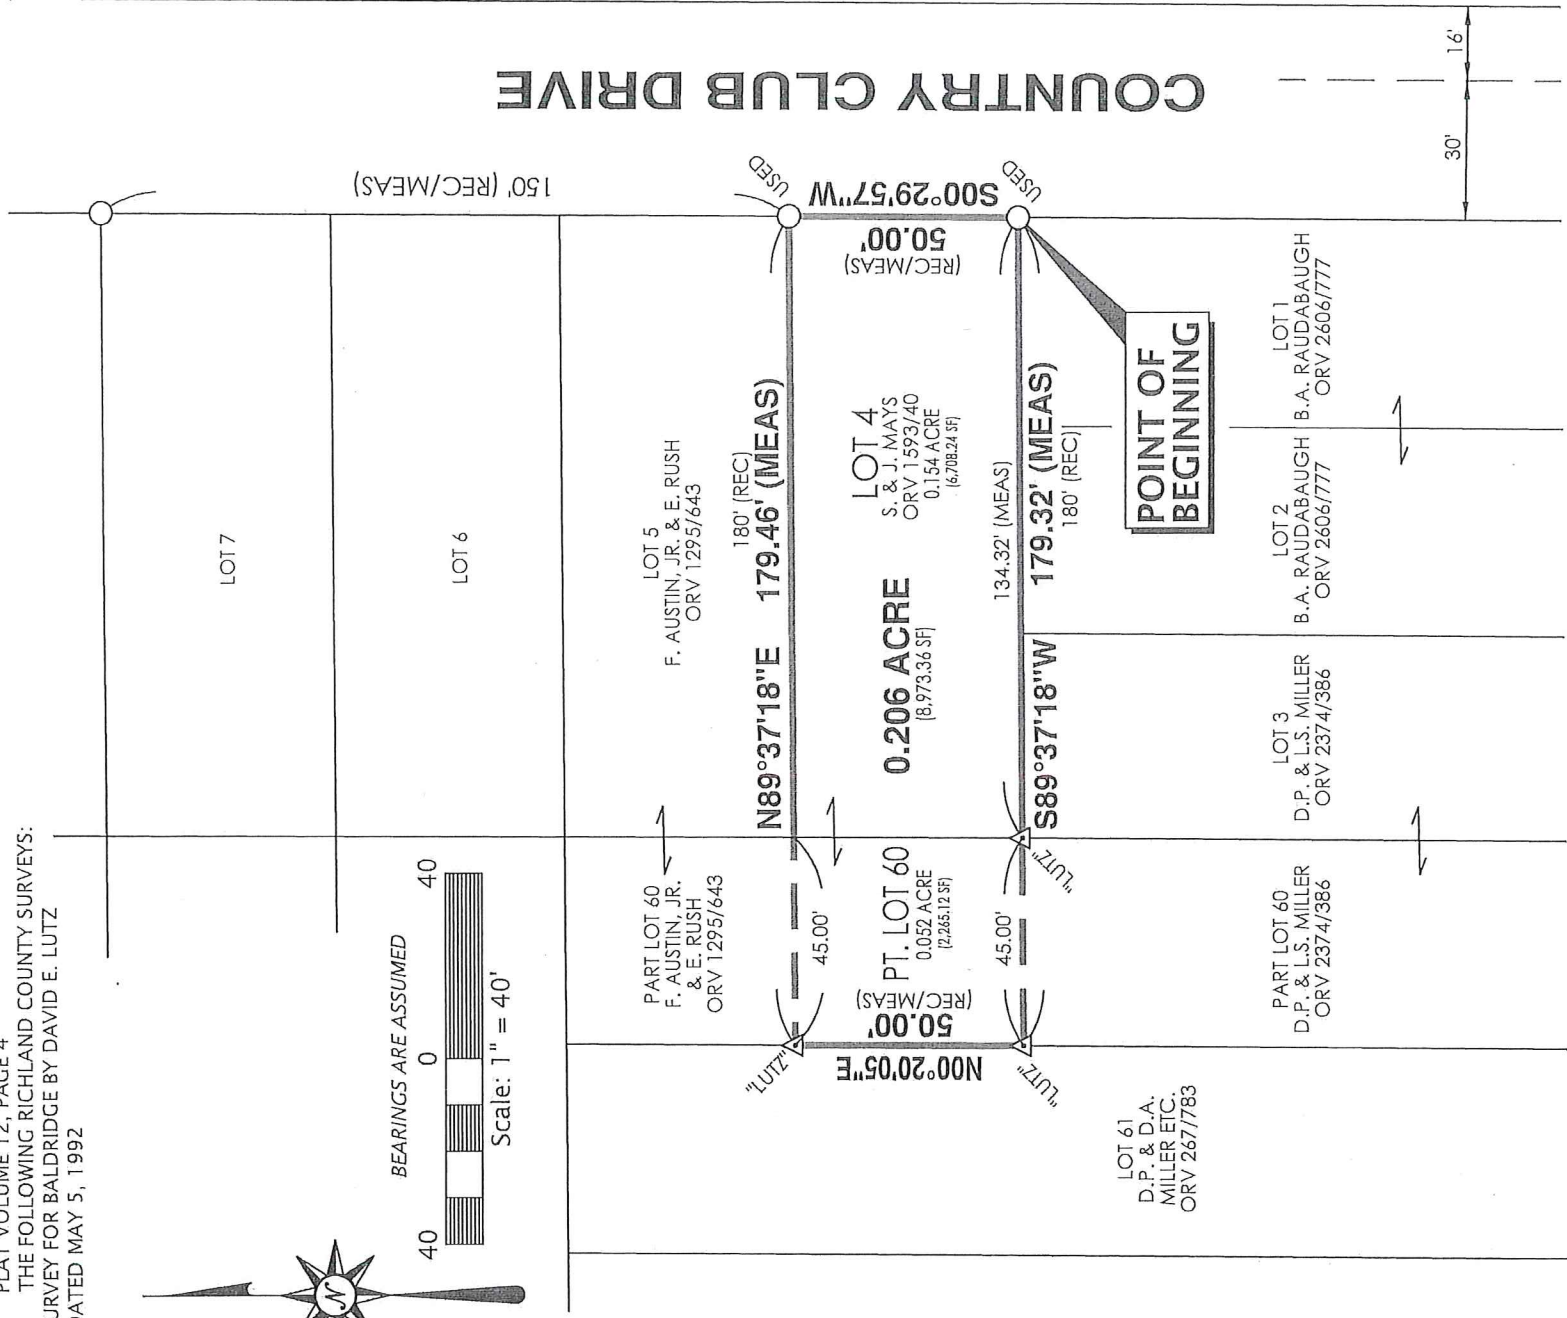 PLAT VOLUME 12, PAGE 4
THE FOLLOWING RICHLAND COUNTY SURVEYS:
URVEY FOR BALDRIDGE BY DAVID E. LUTZ
DATED MAY 5, 1992
N
BEARINGS ARE ASSUMED
40 0 40
Scale: 1" = 40'
LOT 7
LOT 6
LOT 5
F. AUSTIN, JR. & E. RUSH
ORV 1295/643
PART LOT 60
F. AUSTIN, JR.
& E. RUSH
ORV 1295/643
150' (REC/MEAS)
COUNTRY CLUB DRIVE
16'
30'
180' (REC)
N89°37'18"E 179.46' (MEAS)
USED
S00°29'57"W
50.00'
(REC/MEAS)
USED
LOT 4
S. & J. MAYS
ORV 1593/40
0.154 ACRE
(6,708.24 SF)
0.206 ACRE
(8,973.36 SF)
PT. LOT 60
0.052 ACRE
(2,265.12 SF)
45.00'
45.00'
(REC/MEAS)
50.00'
N00°20'05"E
"LUTZ"
"LUTZ"
"LUTZ"
134.32' (MEAS)
S89°37'18"W 179.32' (MEAS)
180' (REC)
POINT OF
BEGINNING
LOT 61
D.P. & D.A.
MILLER ETC.
ORV 267/783
PART LOT 60
D.P. & L.S. MILLER
ORV 2374/386
LOT 3
D.P. & L.S. MILLER
ORV 2374/386
LOT 2
B.A. RAUDABAUGH
ORV 2606/777
LOT 1
B.A. RAUDABAUGH
ORV 2606/777